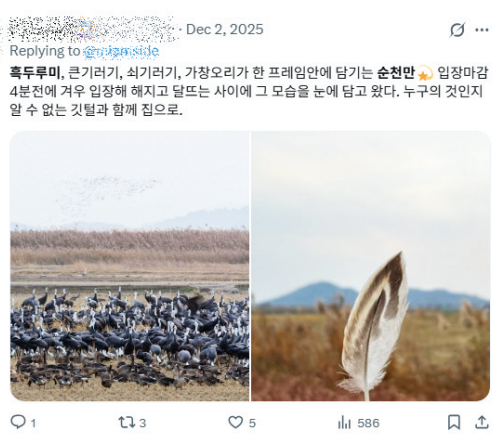 · Dec 2, 2025
Replying to
흑두루미, 큰기러기, 쇠기러기, 가창오리가 한 프레임안에 담기는 순천만💫 입장마감
4분전에 겨우 입장해 해지고 달뜨는 사이에 그 모습을 눈에 담고 왔다. 누구의 것인지
알 수 없는 깃털과 함께 집으로.
1 3 5 586